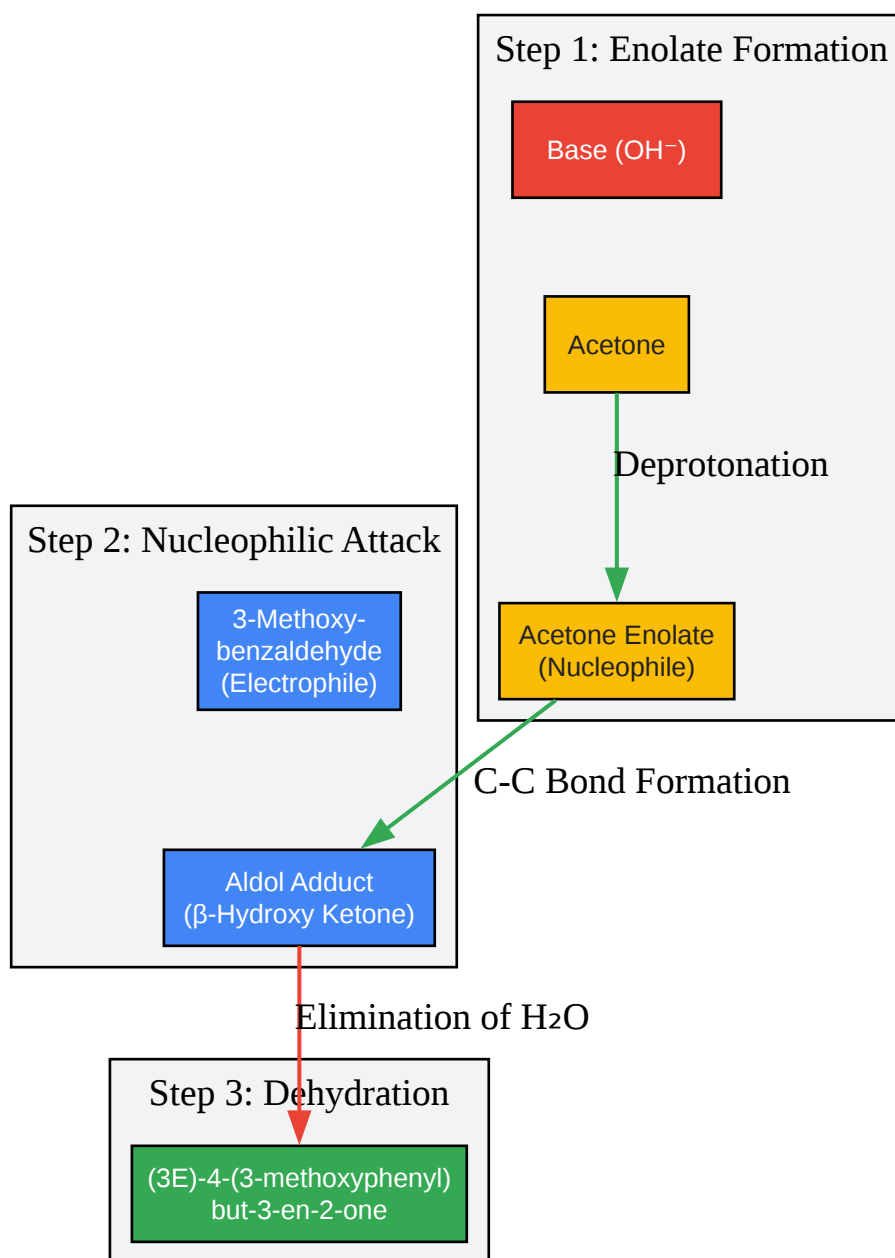 Step 1: Enolate Formation
Base (OH⁻)
Acetone
Deprotonation
Step 2: Nucleophilic Attack
3-Methoxy-
benzaldehyde
(Electrophile)
Acetone Enolate
(Nucleophile)
C-C Bond Formation
Aldol Adduct
(β-Hydroxy Ketone)
Elimination of H₂O
Step 3: Dehydration
(3E)-4-(3-methoxyphenyl)
but-3-en-2-one